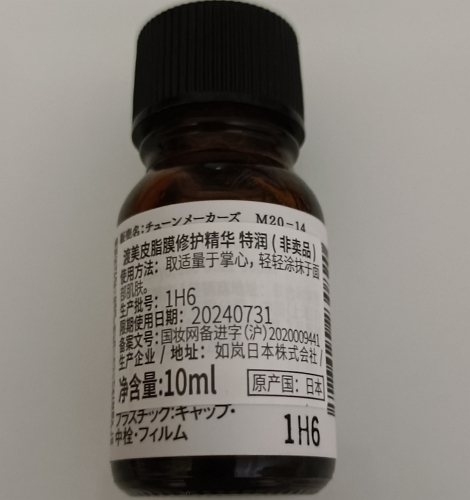 販売名:チューンメーカーズ M20-14
渡美皮脂膜修护精华 特润 (非卖品)
使用方法: 取适量于掌心，轻轻涂抹于面
部肌肤。
生产批号: 1H6
限期使用日期: 20240731
备案文号:国妆网备进字(沪)2020009441
生产企业 / 地址: 如岚日本株式会社/
净含量:10ml 原产国: 日本
プラスチック:キャップ・
中栓・フィルム
1H6